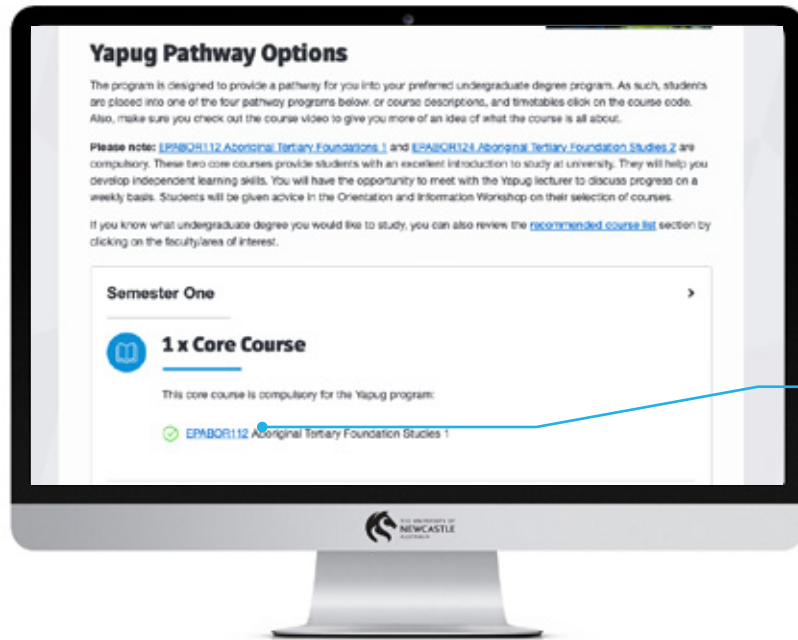 Yapug Pathway Options
The program is designed to provide a pathway for you into your preferred undergraduate degree program. As such, students
are placed into one of the four pathway programs below. or course descriptions, and timetables click on the course code.
Also, make sure you check out the course video to give you more of an idea of what the course is all about.
Please note: EPABOR112 Aboriginal Tertiary Foundations 1 and EPABOR124 Aboriginal Tertiary Foundation Studies 2 are
compulsory. These two core courses provide students with an excellent introduction to study at university. They will help you
develop independent learning skills. You will have the opportunity to meet with the Yapug lecturer to discuss progress on a
weekly basis. Students will be given advice in the Orientation and Information Workshop on their selection of courses.
If you know what undergraduate degree you would like to study, you can also review the recommended course list section by
clicking on the faculty/area of interest.
Semester One
1 x Core Course
This core course is compulsory for the Yapug program:
EPABOR112 Aboriginal Tertiary Foundation Studies 1
THE UNIVERSITY OF
NEWCASTLE
AUSTRALIA